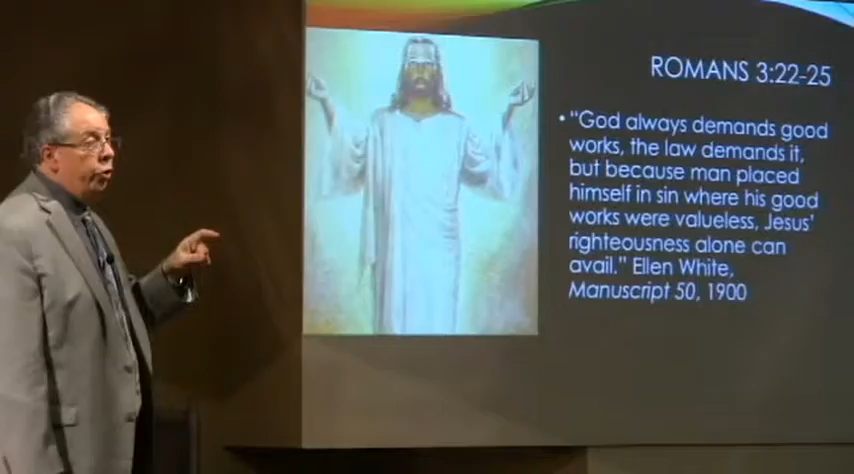 ROMANS 3:22-25
• "God always demands good
works, the law demands it,
but because man placed
himself in sin where his good
works were valueless, Jesus'
righteousness alone can
avail." Ellen White,
Manuscript 50, 1900